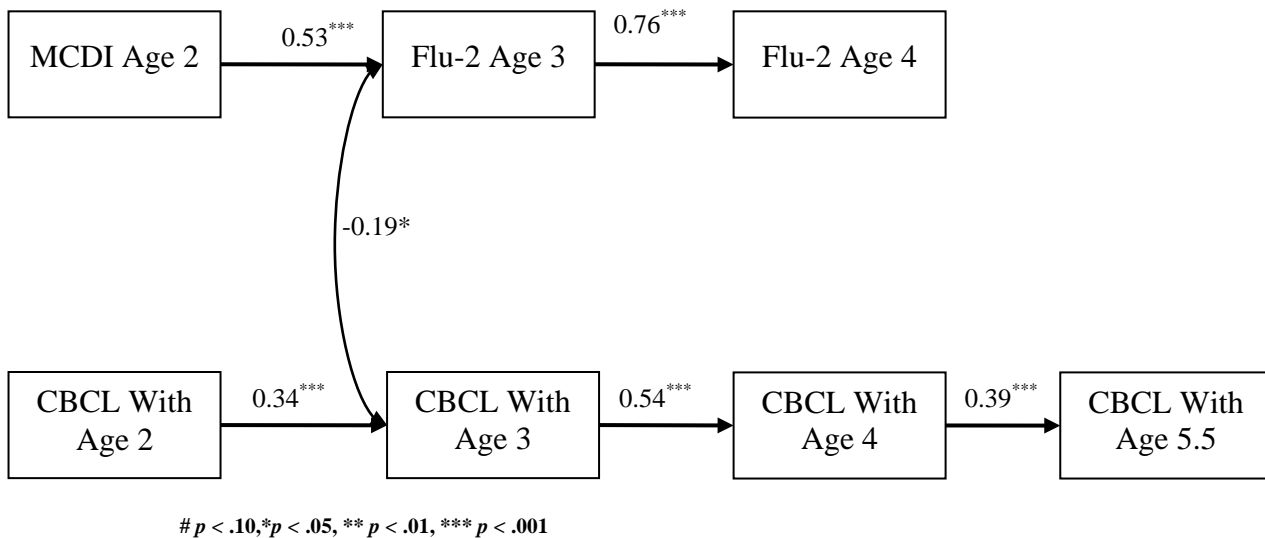 MCDI Age 2
0.53***
Flu-2 Age 3
0.76***
Flu-2 Age 4
-0.19*
CBCL With
Age 2
0.34***
CBCL With
Age 3
0.54***
CBCL With
Age 4
0.39***
CBCL With
Age 5.5
# p < .10,*p < .05, ** p < .01, *** p < .001